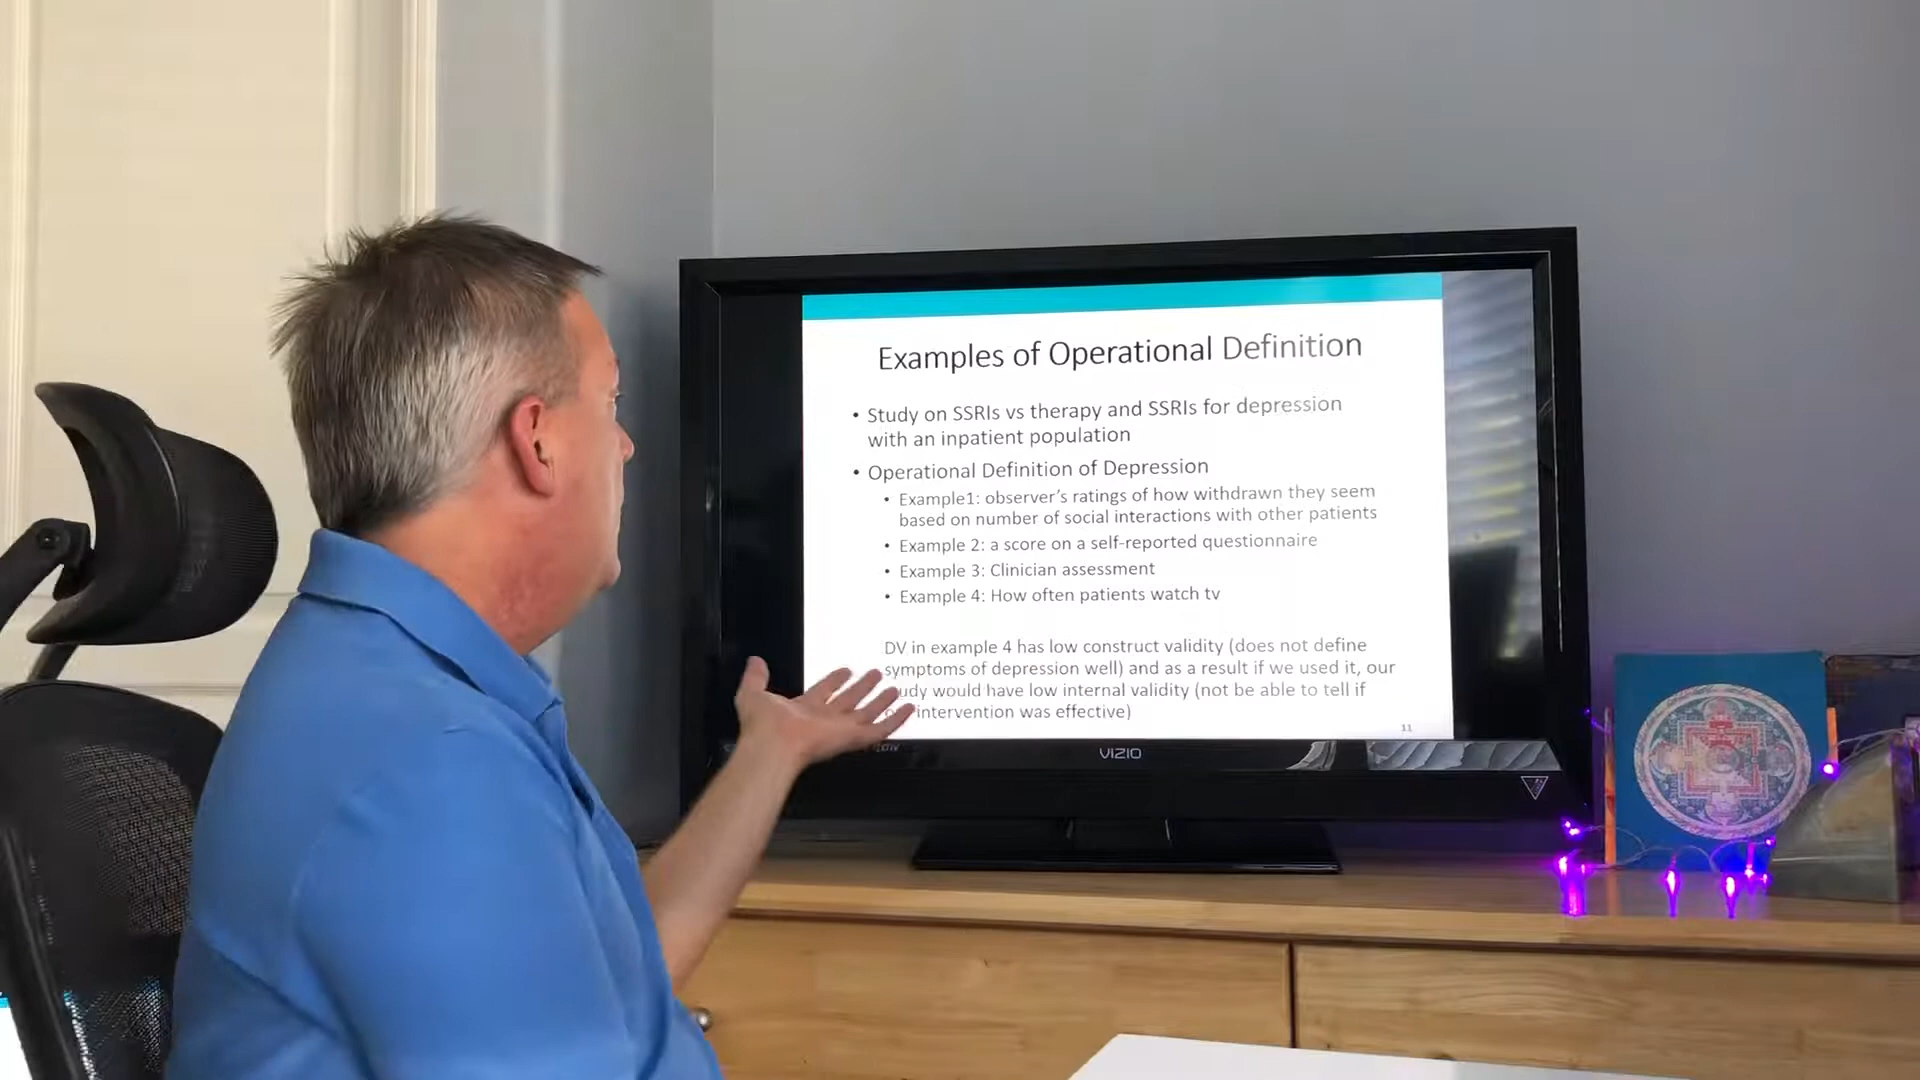 Examples of Operational Definition
• Study on SSRIs vs therapy and SSRIs for depression
with an inpatient population
• Operational Definition of Depression
• Example1: observer's ratings of how withdrawn they seem
based on number of social interactions with other patients
• Example 2: a score on a self-reported questionnaire
• Example 3: Clinician assessment
• Example 4: How often patients watch tv
DV in example 4 has low construct validity (does not define
symptoms of depression well) and as a result if we used it, our
would have low internal validity (not be able to tell if
intervention was effective)
11
VIZIO